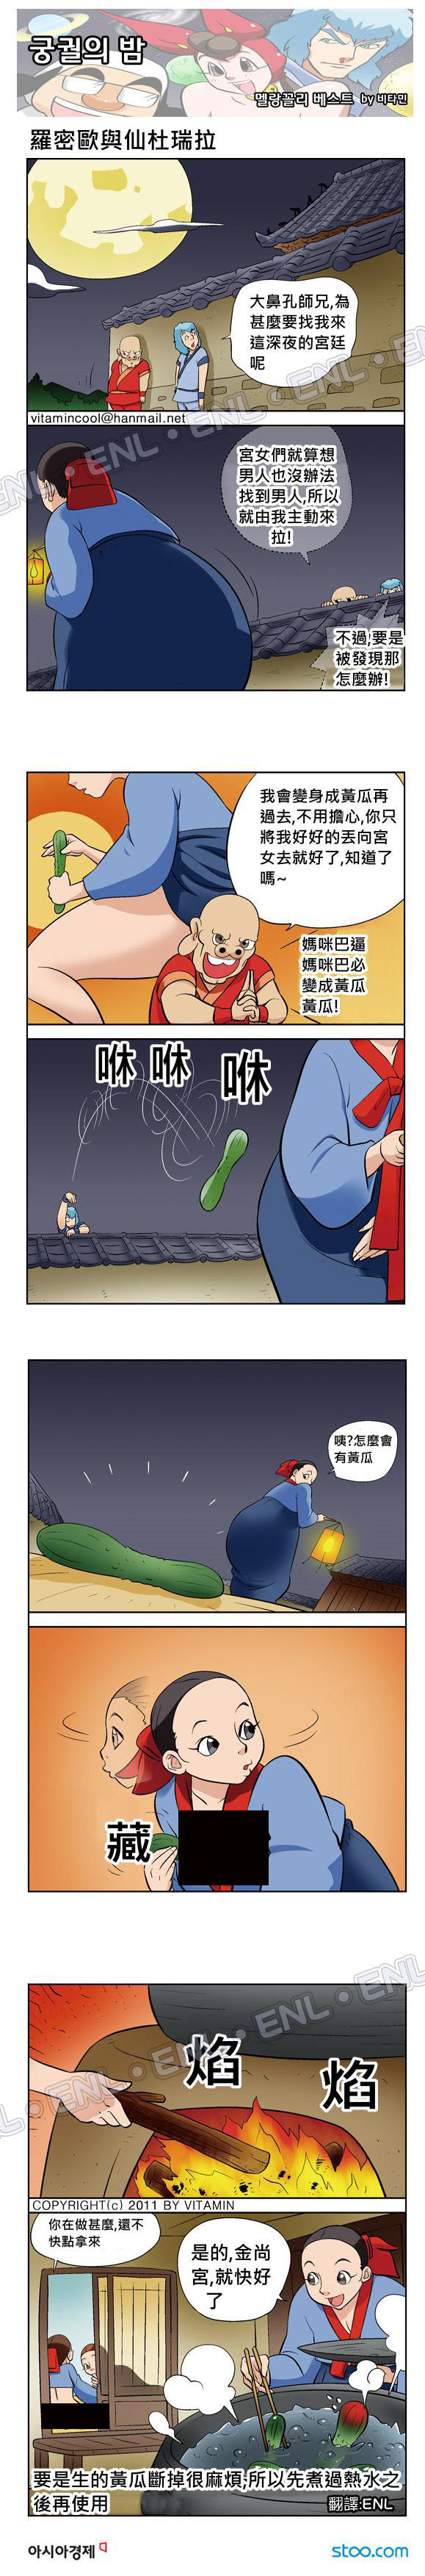 궁궐의 밤
멜랑꼴리 베스트 by 비타민
羅密歐與仙杜瑞拉
大鼻孔師兄,為
甚麼要找我來
這深夜的宮廷
呢
vitamincool@hanmail.net
ENL • ENL • ENL • ENL • ENL
宮女們就算想
男人也沒辦法
找到男人,所以
就由我主動來
拉!
不過,要是
被發現那
怎麼辦!
我會變身成黃瓜再
過去,不用擔心,你只
將我好好的丟向宮
女去就好了,知道了
嗎~
媽咪巴逼
媽咪巴必
變成黃瓜
黃瓜!
咻 咻 咻
咦?怎麼會
有黃瓜
藏
ENL • ENL • ENL • ENL • ENL
焰
焰
COPYRIGHT(c) 2011 BY VITAMIN
你在做甚麼,還不
快點拿來
是的,金尚
宮,就快好
了
要是生的黃瓜斷掉很麻煩,所以先煮過熱水之
後再使用
翻譯:ENL
아시아경제
stoo.com